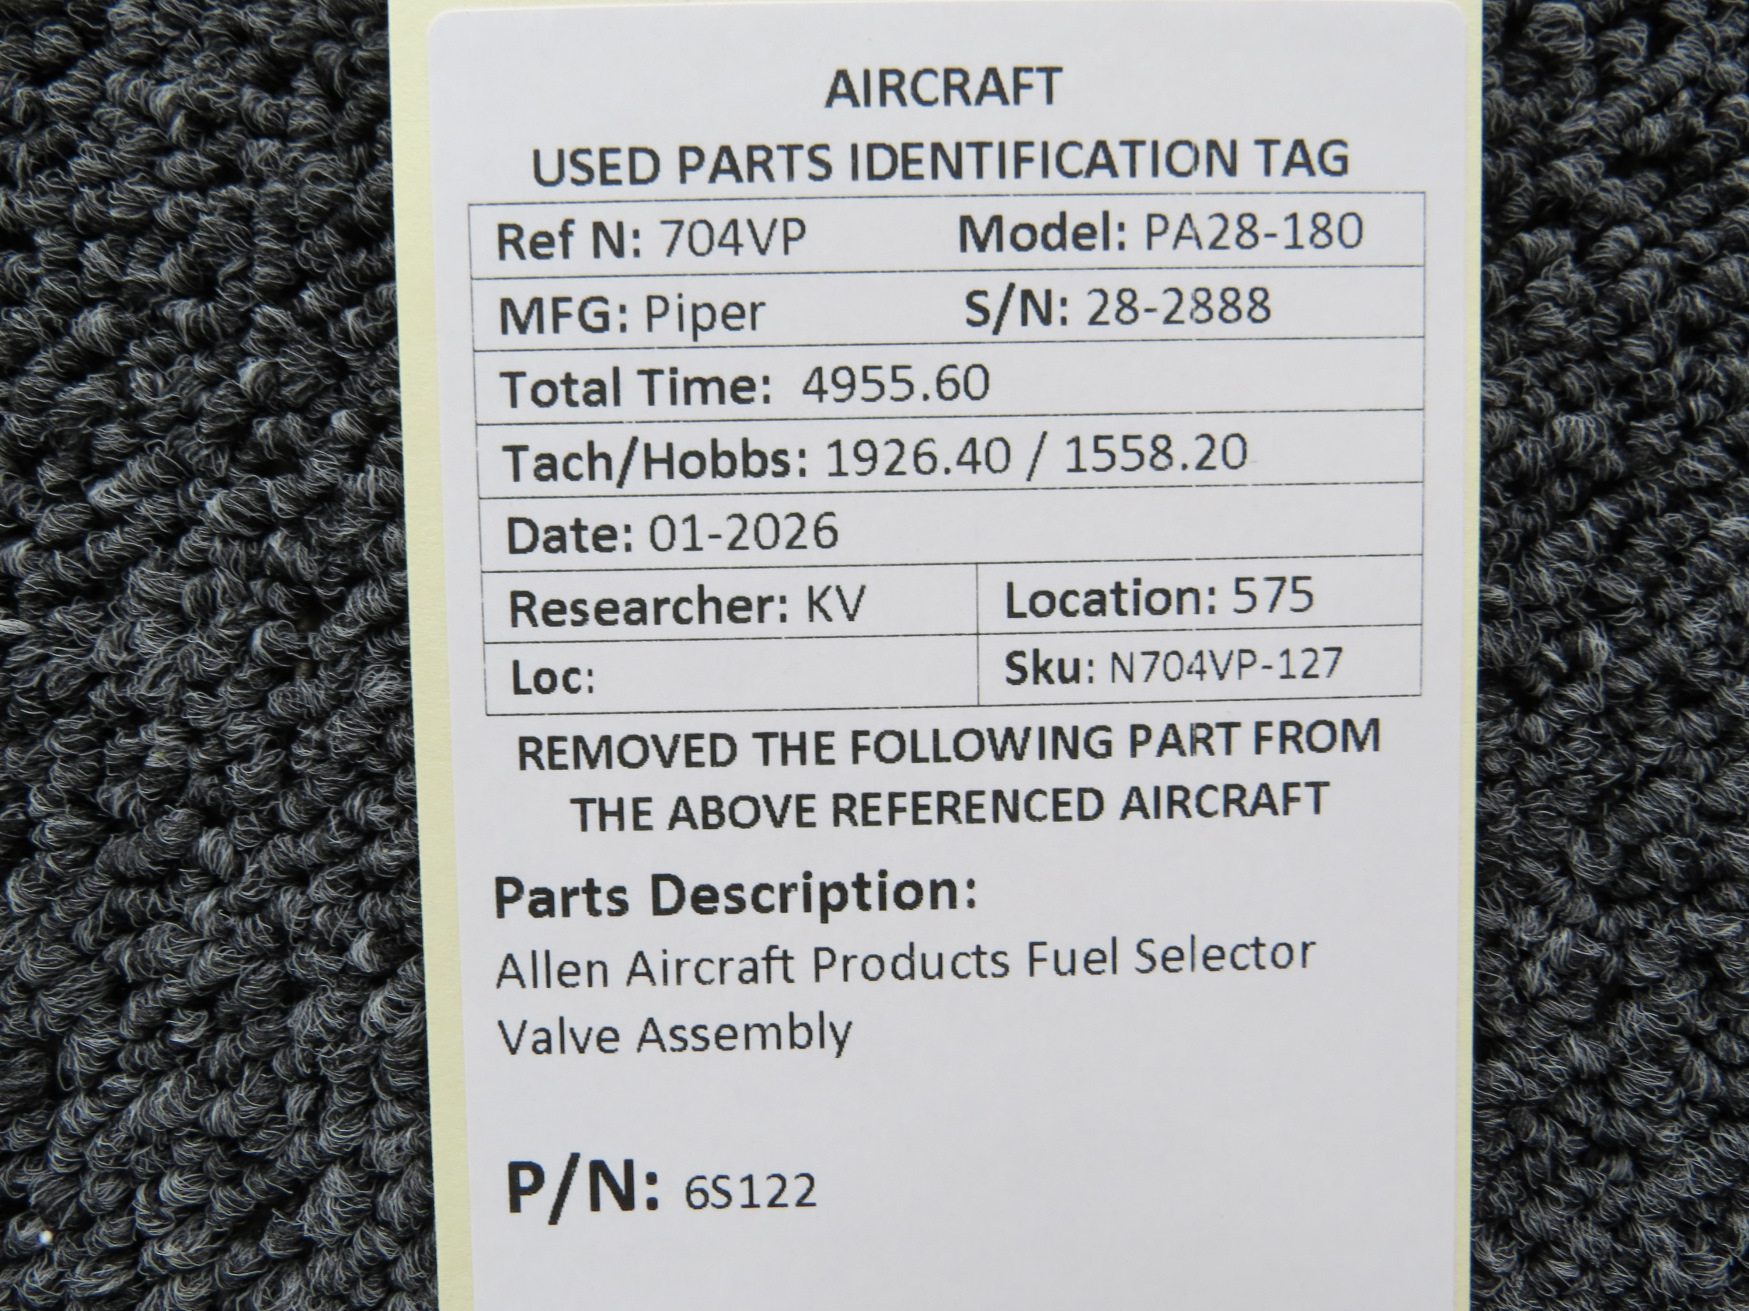 AIRCRAFT
USED PARTS IDENTIFICATION TAG
Ref N: 704VP Model: PA28-180
MFG: Piper S/N: 28-2888
Total Time: 4955.60
Tach/Hobbs: 1926.40 / 1558.20
Date: 01-2026
Researcher: KV Location: 575
Loc: Sku: N704VP-127
REMOVED THE FOLLOWING PART FROM
THE ABOVE REFERENCED AIRCRAFT
Parts Description:
Allen Aircraft Products Fuel Selector
Valve Assembly
P/N: 6S122